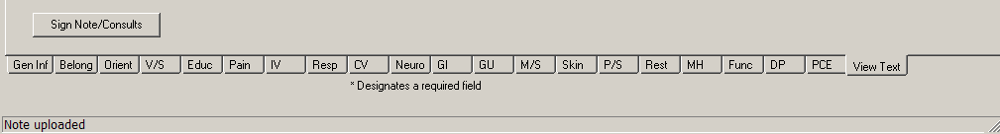 Sign Note/Consults
Gen Inf Belong Orient V/S Educ Pain IV Resp CV Neuro GI GU M/S Skin P/S Rest MH Func DP PCE View Text
* Designates a required field
Note uploaded